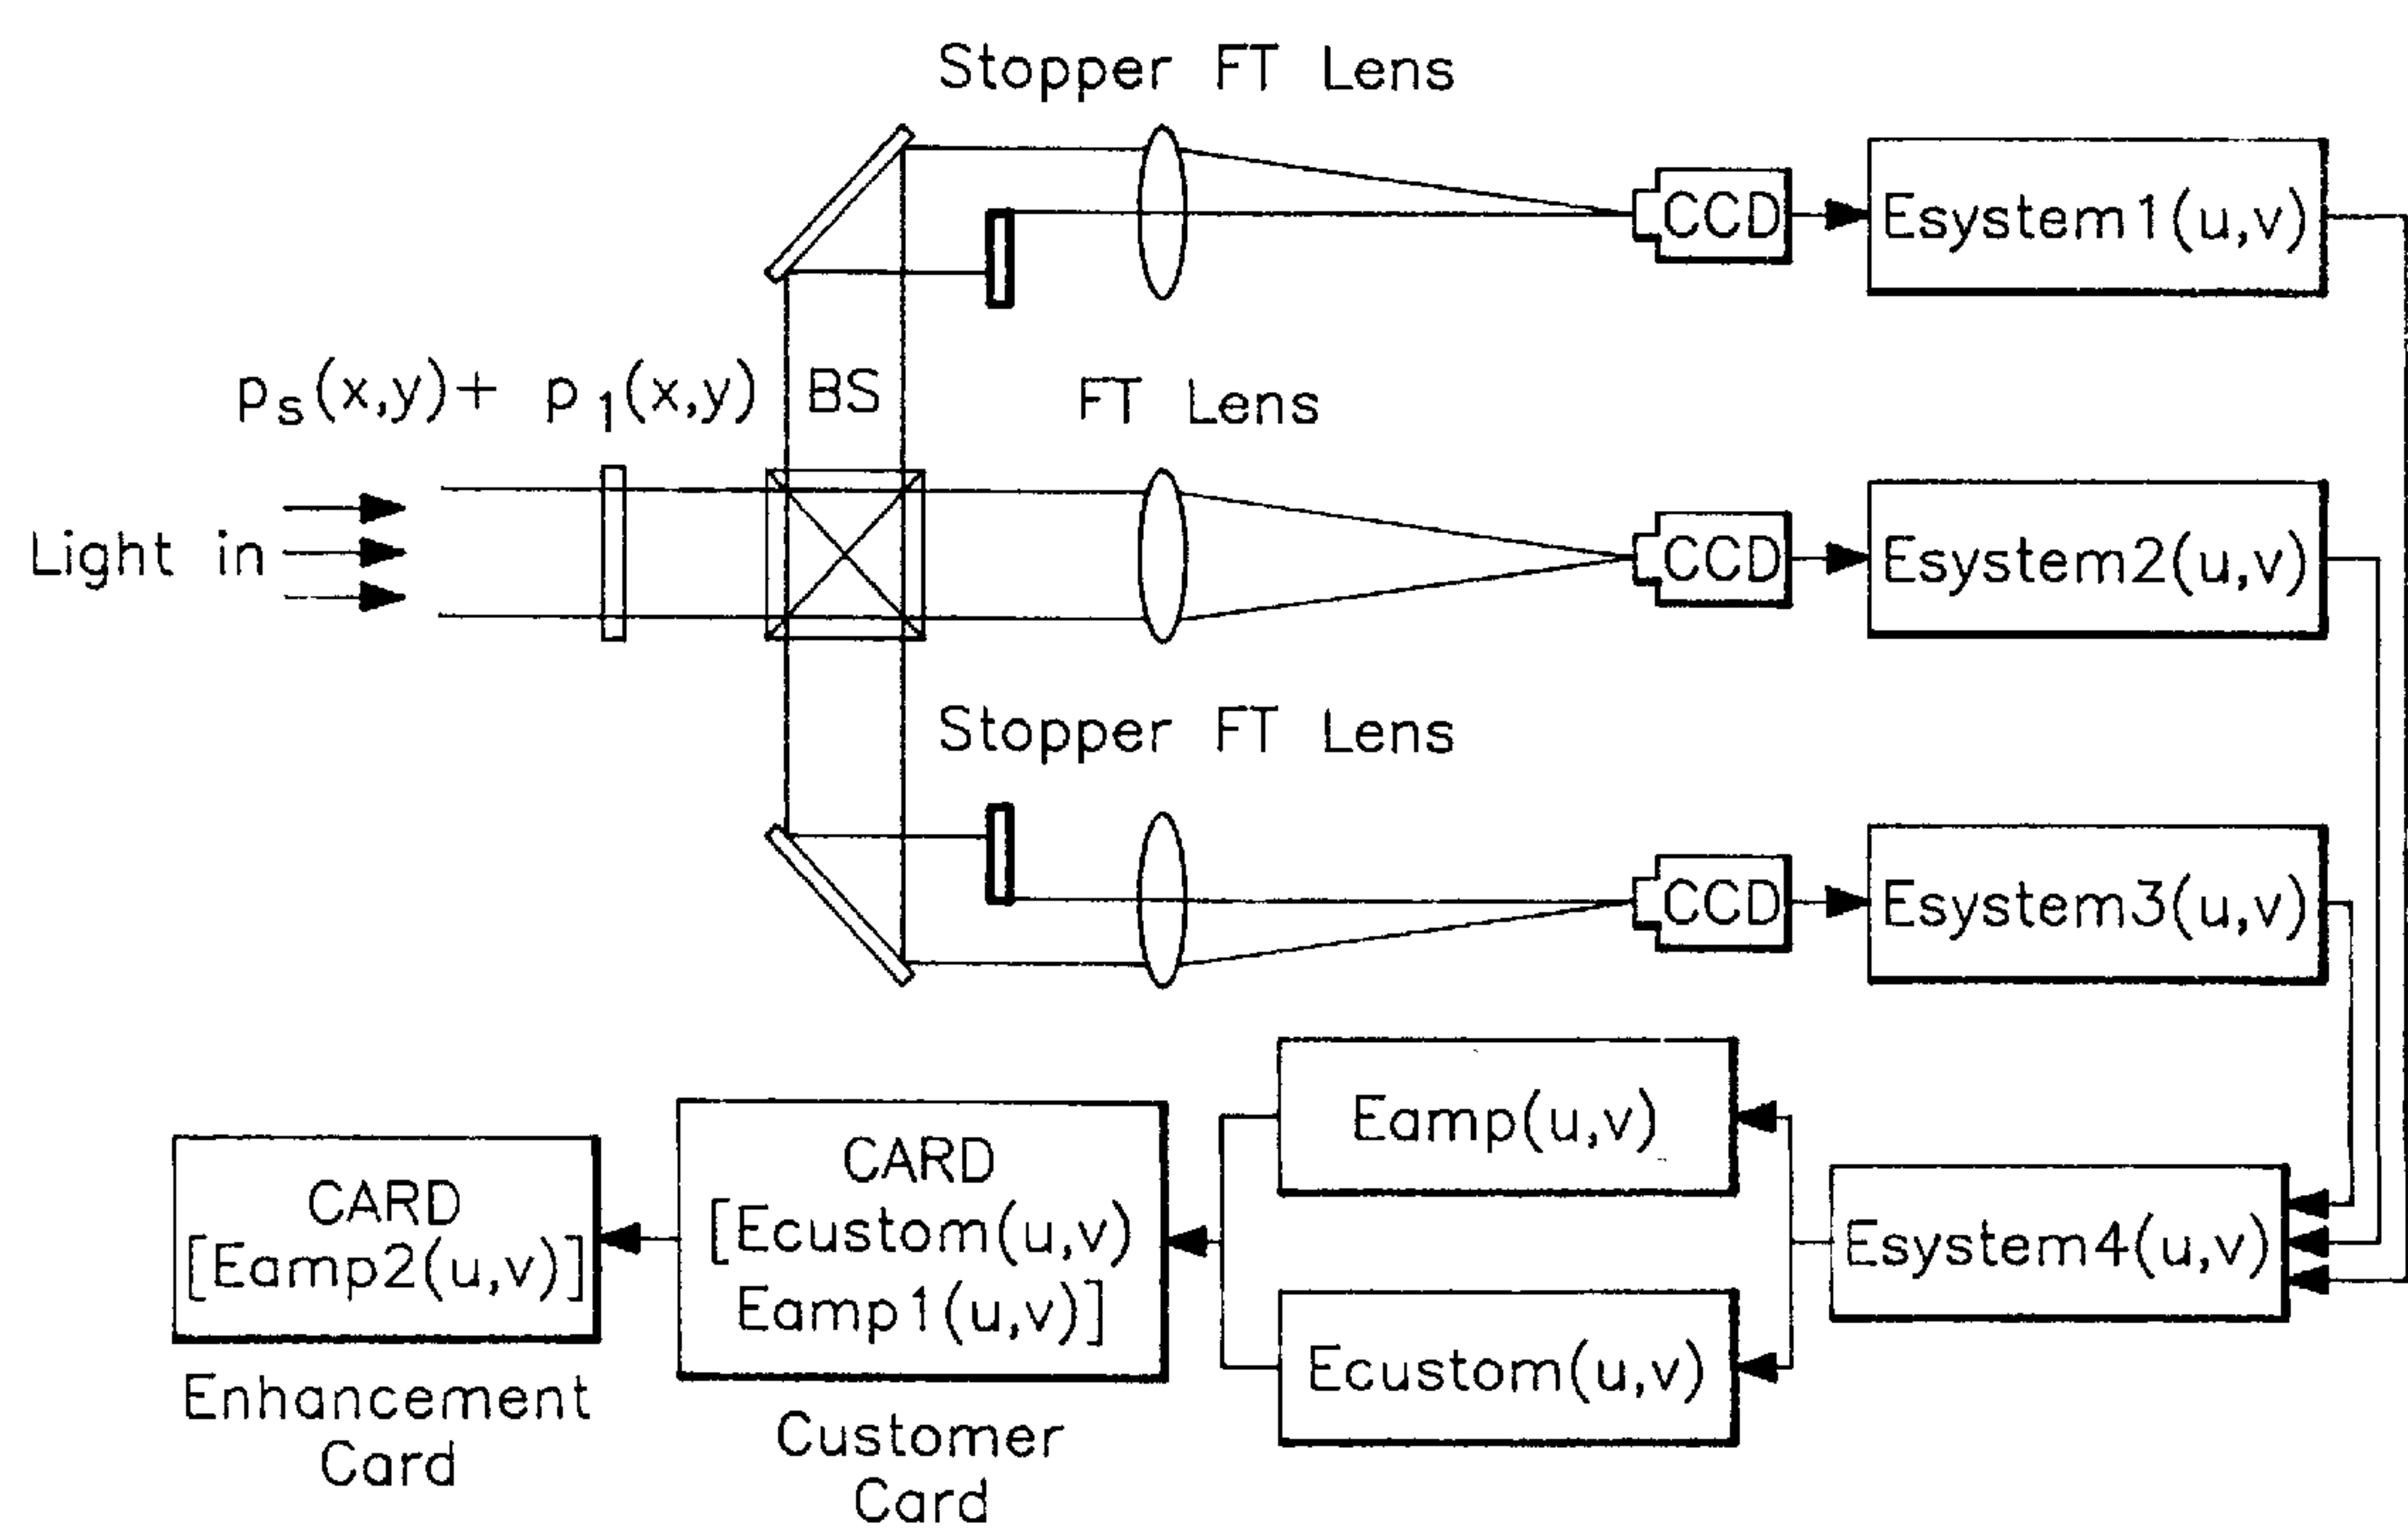 Stopper FT Lens
CCD
Esystem1(u,v)
ps(x,y)+ p1(x,y)
BS
FT Lens
Light in
CCD
Esystem2(u,v)
Stopper FT Lens
CCD
Esystem3(u,v)
Eamp(u,v)
Esystem4(u,v)
Ecustom(u,v)
CARD
[Ecustom(u,v)
Eamp1(u,v)]
Customer
Card
CARD
[Eamp2(u,v)]
Enhancement
Card